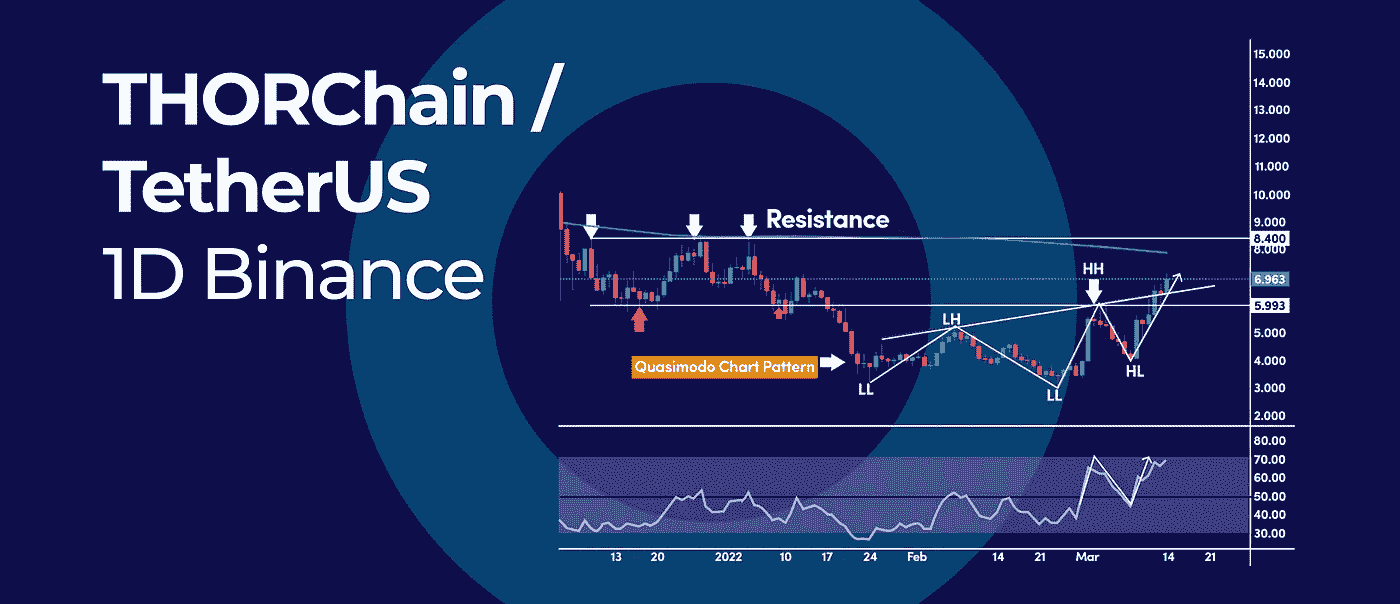 THORChain /
TetherUS
1D Binance
Resistance
Quasimodo Chart Pattern
LL
LH
LL
HH
HL
15.000
14.000
13.000
12.000
11.000
10.000
9.000
8.400
8.000
6.963
5.993
5.000
4.000
3.000
2.000
80.00
70.00
60.00
50.00
40.00
30.00
13 20 2022 10 17 24 Feb 14 21 Mar 14 21